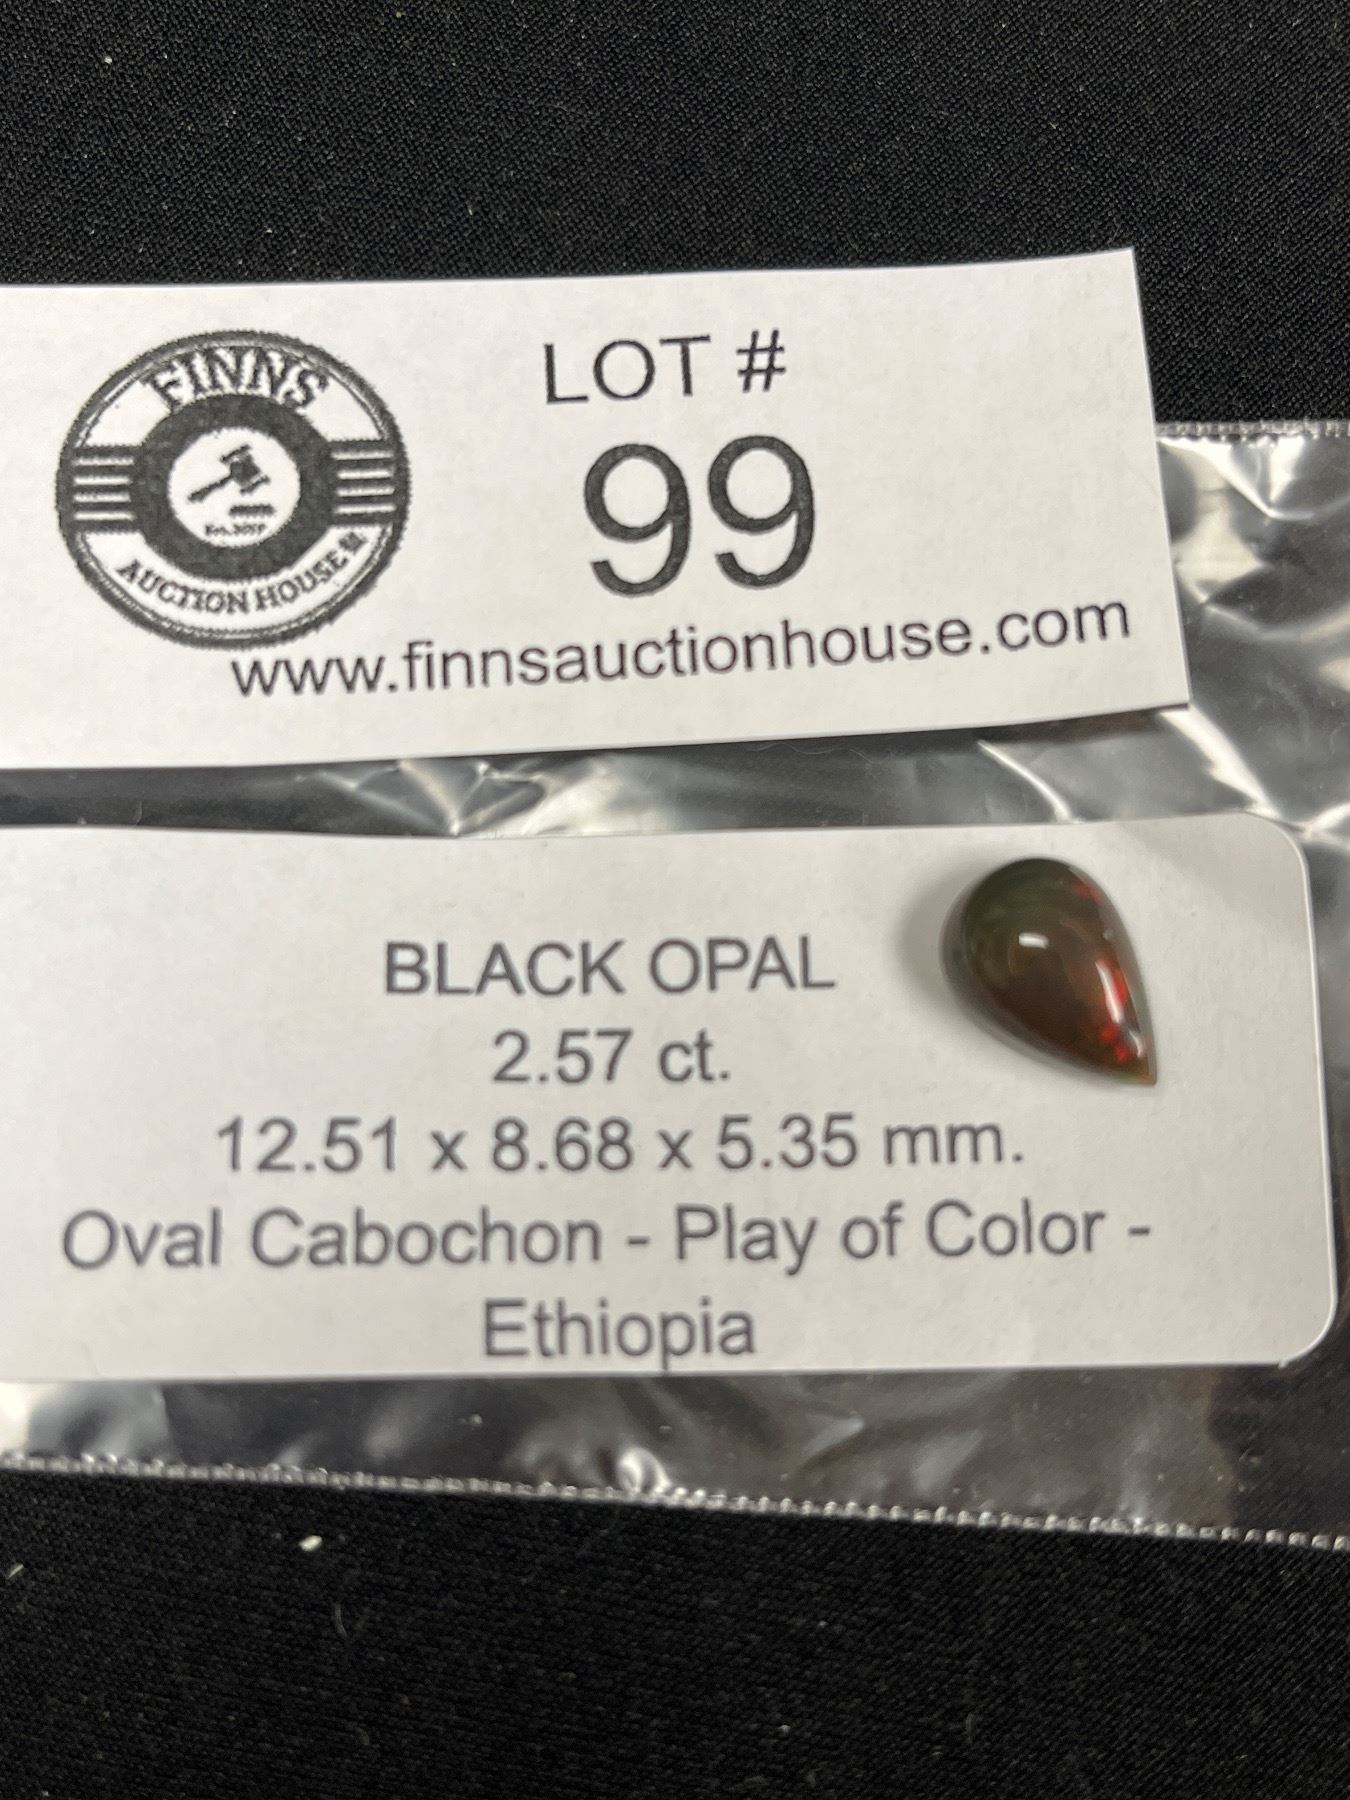 FINNS
AUCTION HOUSE
LOT #
99
www.finnsauctionhouse.com
BLACK OPAL
2.57 ct.
12.51 x 8.68 x 5.35 mm.
Oval Cabochon - Play of Color -
Ethiopia